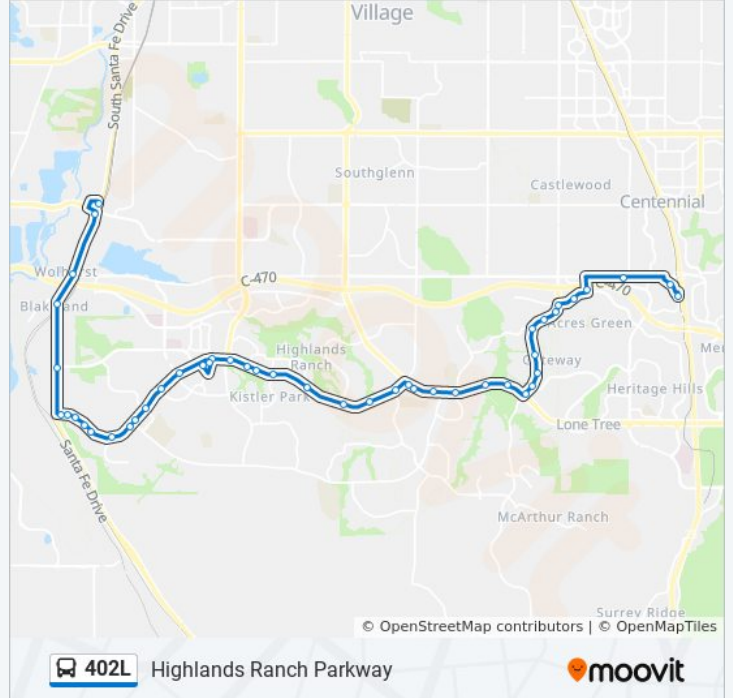 Village
South Santa Fe Drive
Southglenn
Castlewood
Centennial
Wolhurst
C-470
C-470
Blakeland
Acres Green
Highlands
Ranch
Gateway
Kistler Park
Heritage Hills
Lone Tree
Santa Fe Drive
McArthur Ranch
Surrey Ridge
© OpenStreetMap contributors | © OpenMapTiles
402L Highlands Ranch Parkway
moovit